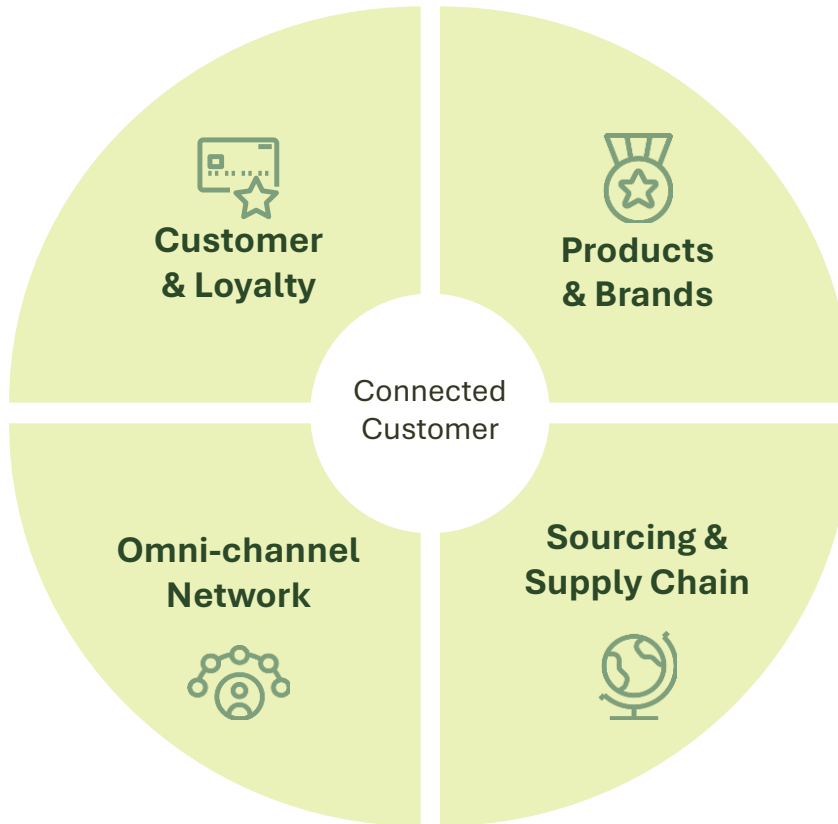 Customer
& Loyalty
Products
& Brands
Connected
Customer
Omni-channel
Network
Sourcing &
Supply Chain